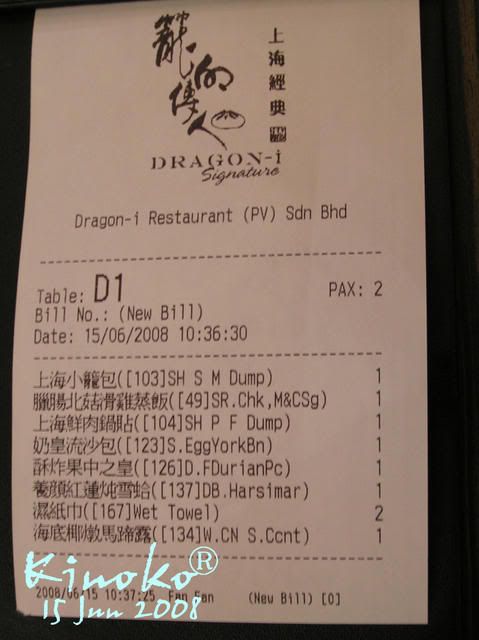 籠的傳人
上海經典
DRAGON-i
Signature
Dragon-i Restaurant (PV) Sdn Bhd
Table: D1 PAX: 2
Bill No.: (New Bill)
Date: 15/06/2008 10:36:30
上海小籠包([103]SH S M Dump) 1
臘腸北菇滑雞蒸飯([49]SR.Chk,M&CSg) 1
上海鮮肉鍋貼([104]SH P F Dump) 1
奶皇流沙包([123]S.EggYorkBn) 1
酥炸果中之皇([126]D.FDurianPc) 1
養顏紅蓮炖雪蛤([137]DB.Harsimar) 1
濕紙巾([167]Wet Towel) 2
海底椰燉馬蹄露([134]W.CN S.Ccnt) 1
Kinoko®
2008/06/15 10:37:25 Fan Fan (New Bill) [0]
15 Jun 2008